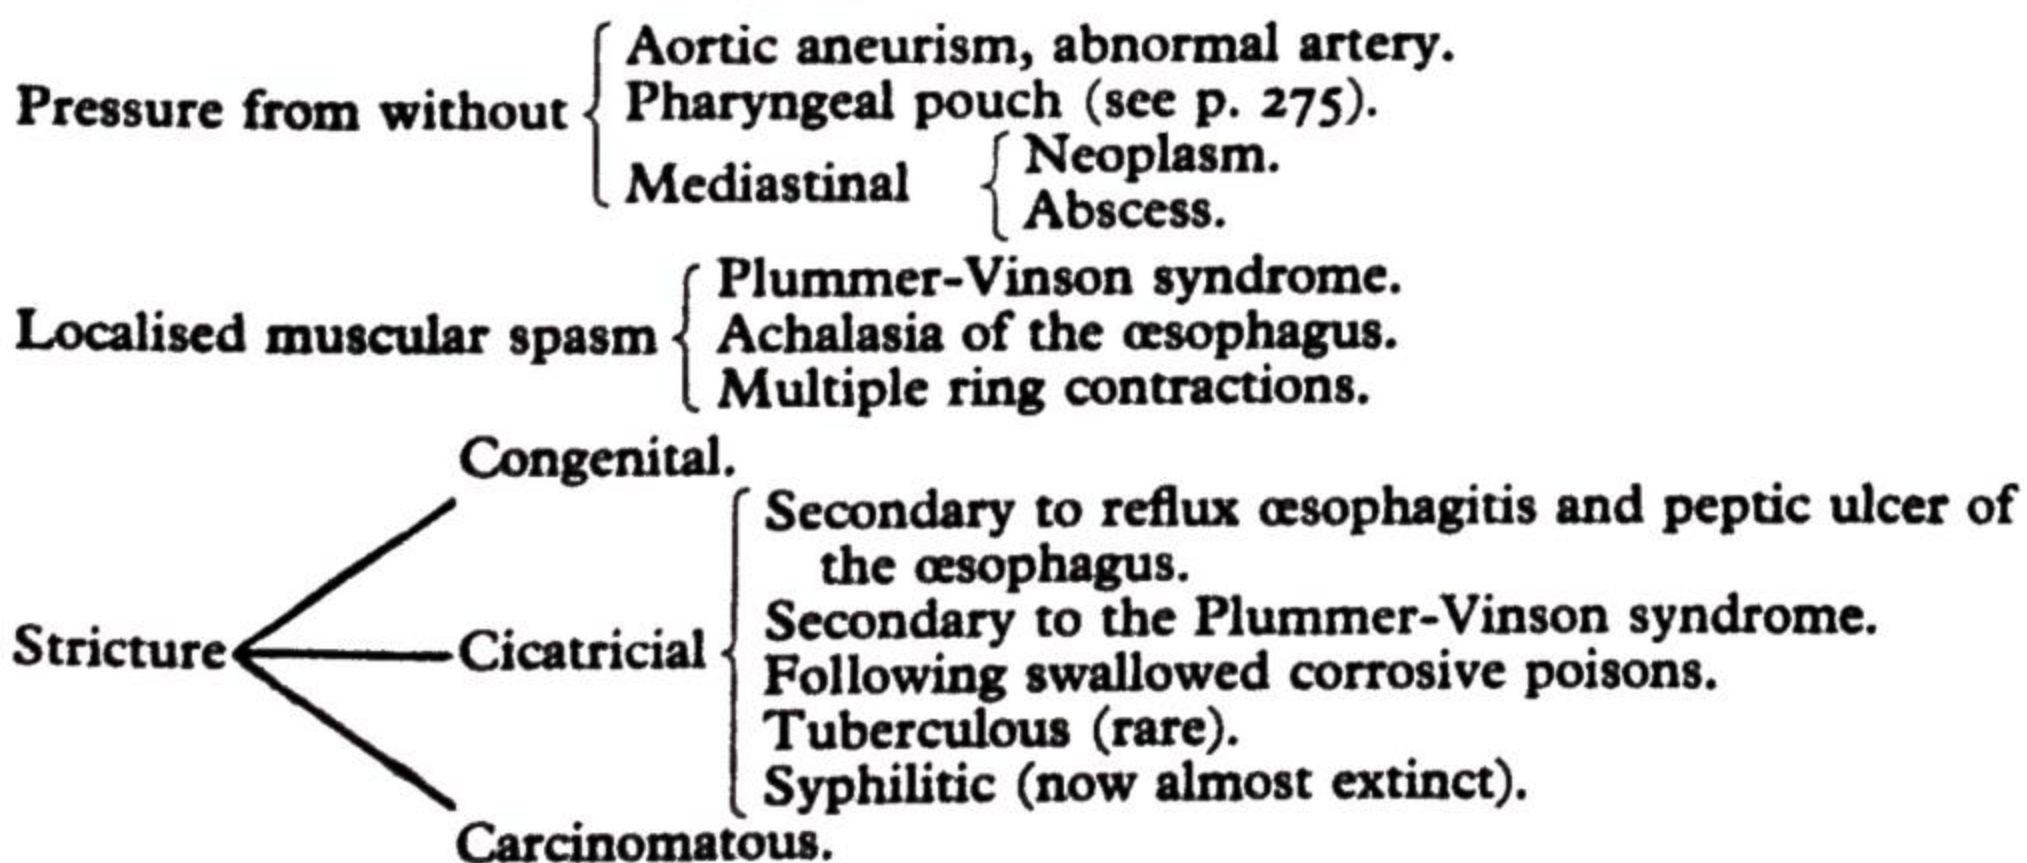 Aortic aneurism, abnormal artery.
Pressure from without
Pharyngeal pouch (see p. 275).
Mediastinal
Neoplasm.
Abscess.
Plummer-Vinson syndrome.
Localised muscular spasm
Achalasia of the œsophagus.
Multiple ring contractions.
Congenital.
Secondary to reflux œsophagitis and peptic ulcer of
the œsophagus.
Secondary to the Plummer-Vinson syndrome.
Stricture
Cicatricial
Following swallowed corrosive poisons.
Tuberculous (rare).
Syphilitic (now almost extinct).
Carcinomatous.